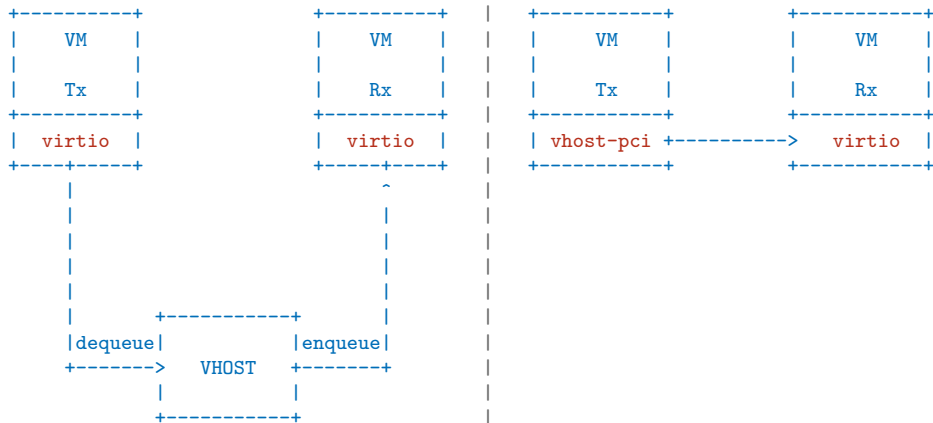 VM VM VM VM
Tx Rx Tx Rx
virtio virtio vhost-pci virtio
dequeue enqueue
VHOST